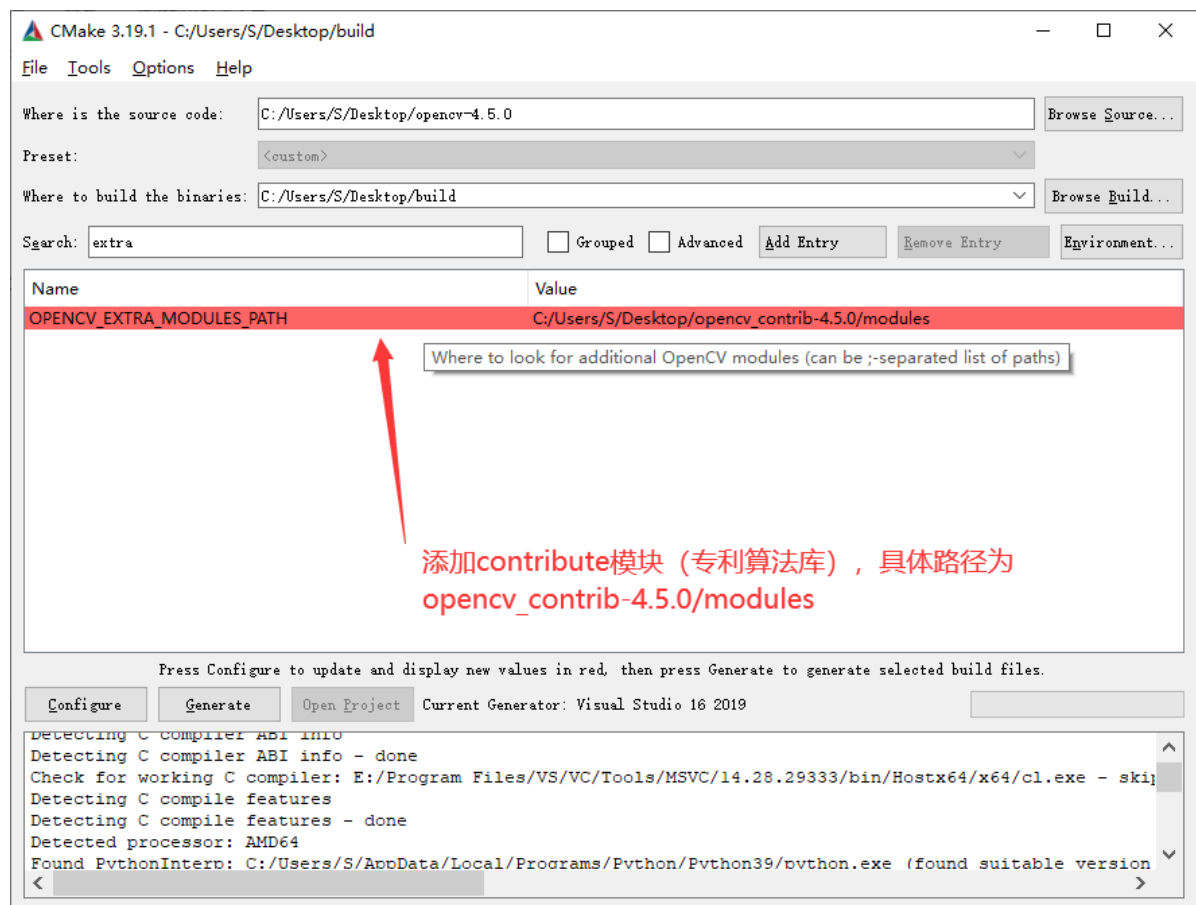 CMake 3.19.1 - C:/Users/S/Desktop/build
File Tools Options Help
Where is the source code: C:/Users/S/Desktop/opencv-4.5.0 Browse Source...
Preset: <custom>
Where to build the binaries: C:/Users/S/Desktop/build Browse Build...
Search: extra Grouped Advanced Add Entry Remove Entry Environment...
Name Value
OPENCV_EXTRA_MODULES_PATH C:/Users/S/Desktop/opencv_contrib-4.5.0/modules
Where to look for additional OpenCV modules (can be ;-separated list of paths)
添加contribute模块（专利算法库），具体路径为
opencv_contrib-4.5.0/modules
Press Configure to update and display new values in red, then press Generate to generate selected build files.
Configure Generate Open Project Current Generator: Visual Studio 16 2019
Detecting C compiler ABI info
Detecting C compiler ABI info - done
Check for working C compiler: E:/Program Files/VS/VC/Tools/MSVC/14.28.29333/bin/Hostx64/x64/cl.exe - skip
Detecting C compile features
Detecting C compile features - done
Detected processor: AMD64
Found PythonInterp: C:/Users/S/AppData/Local/Programs/Python/Python39/python.exe (found suitable version